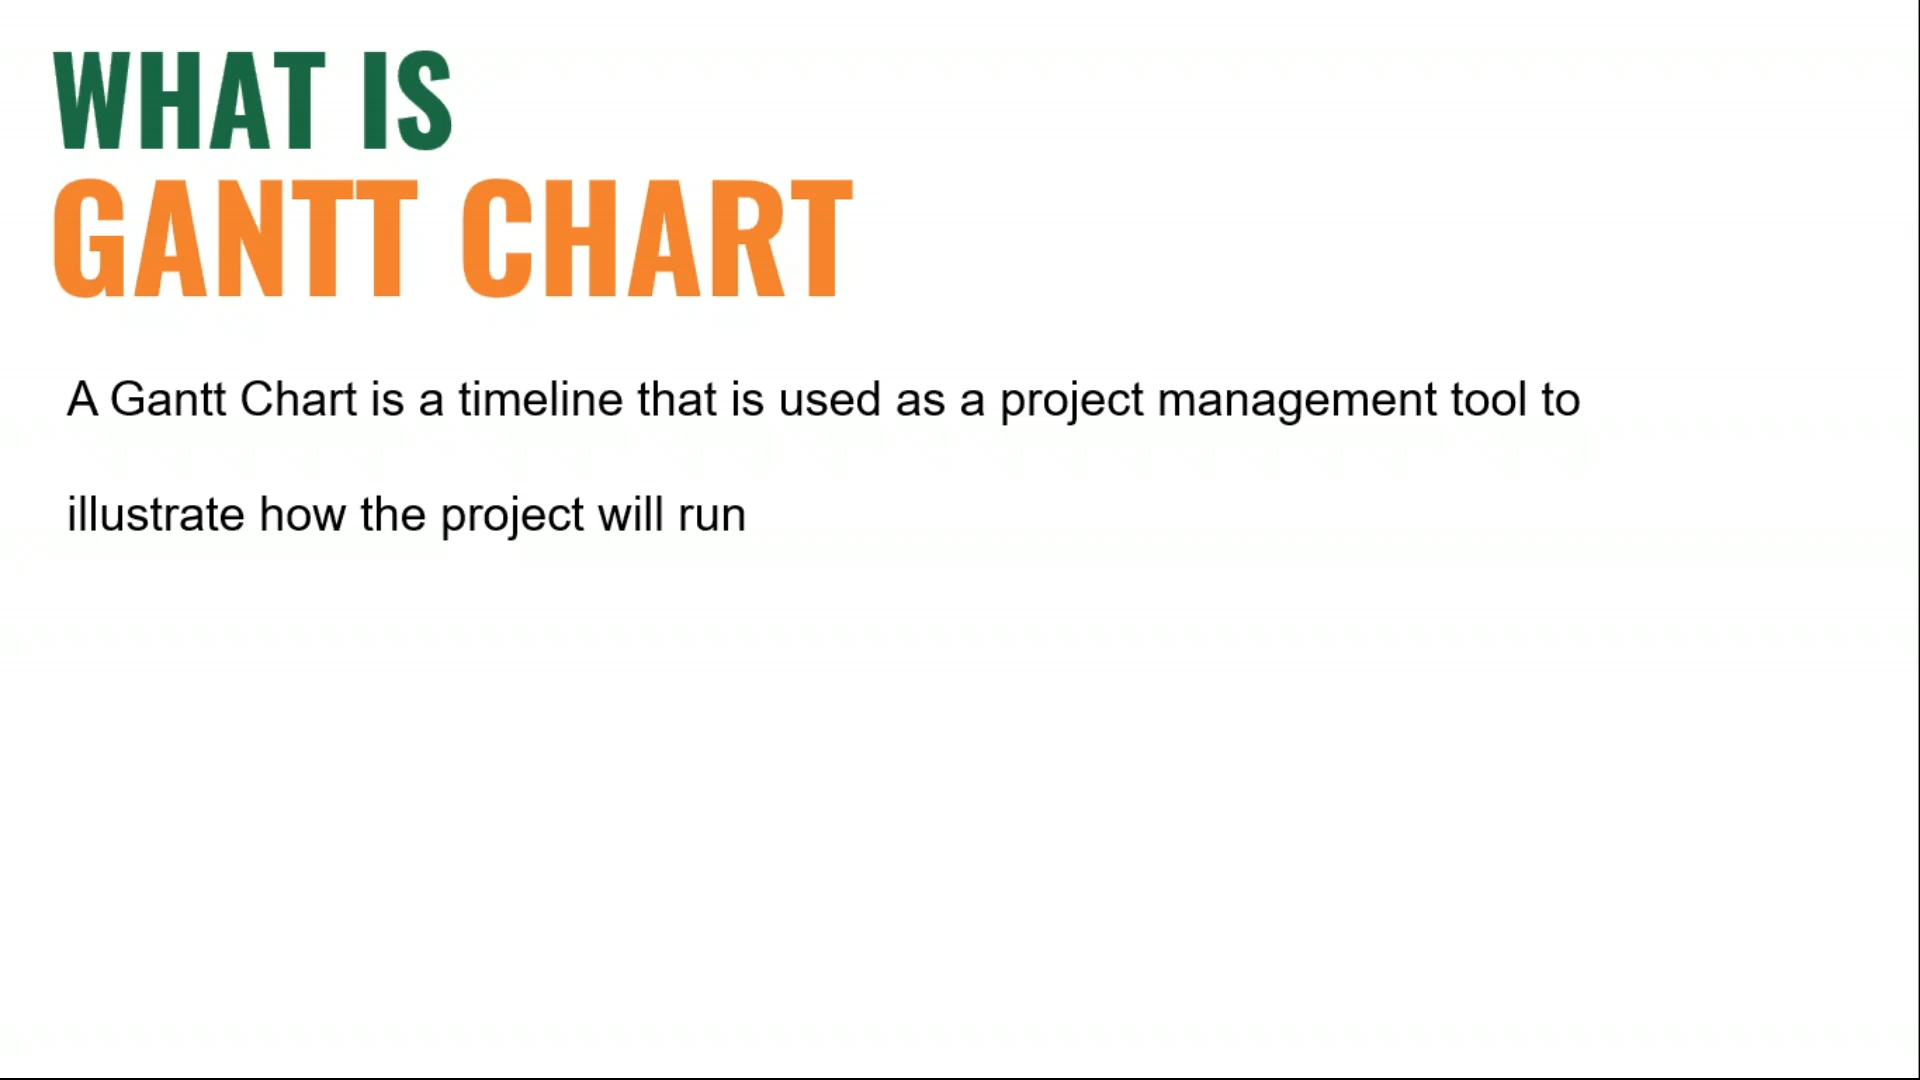 WHAT IS
GANTT CHART
A Gantt Chart is a timeline that is used as a project management tool to
illustrate how the project will run